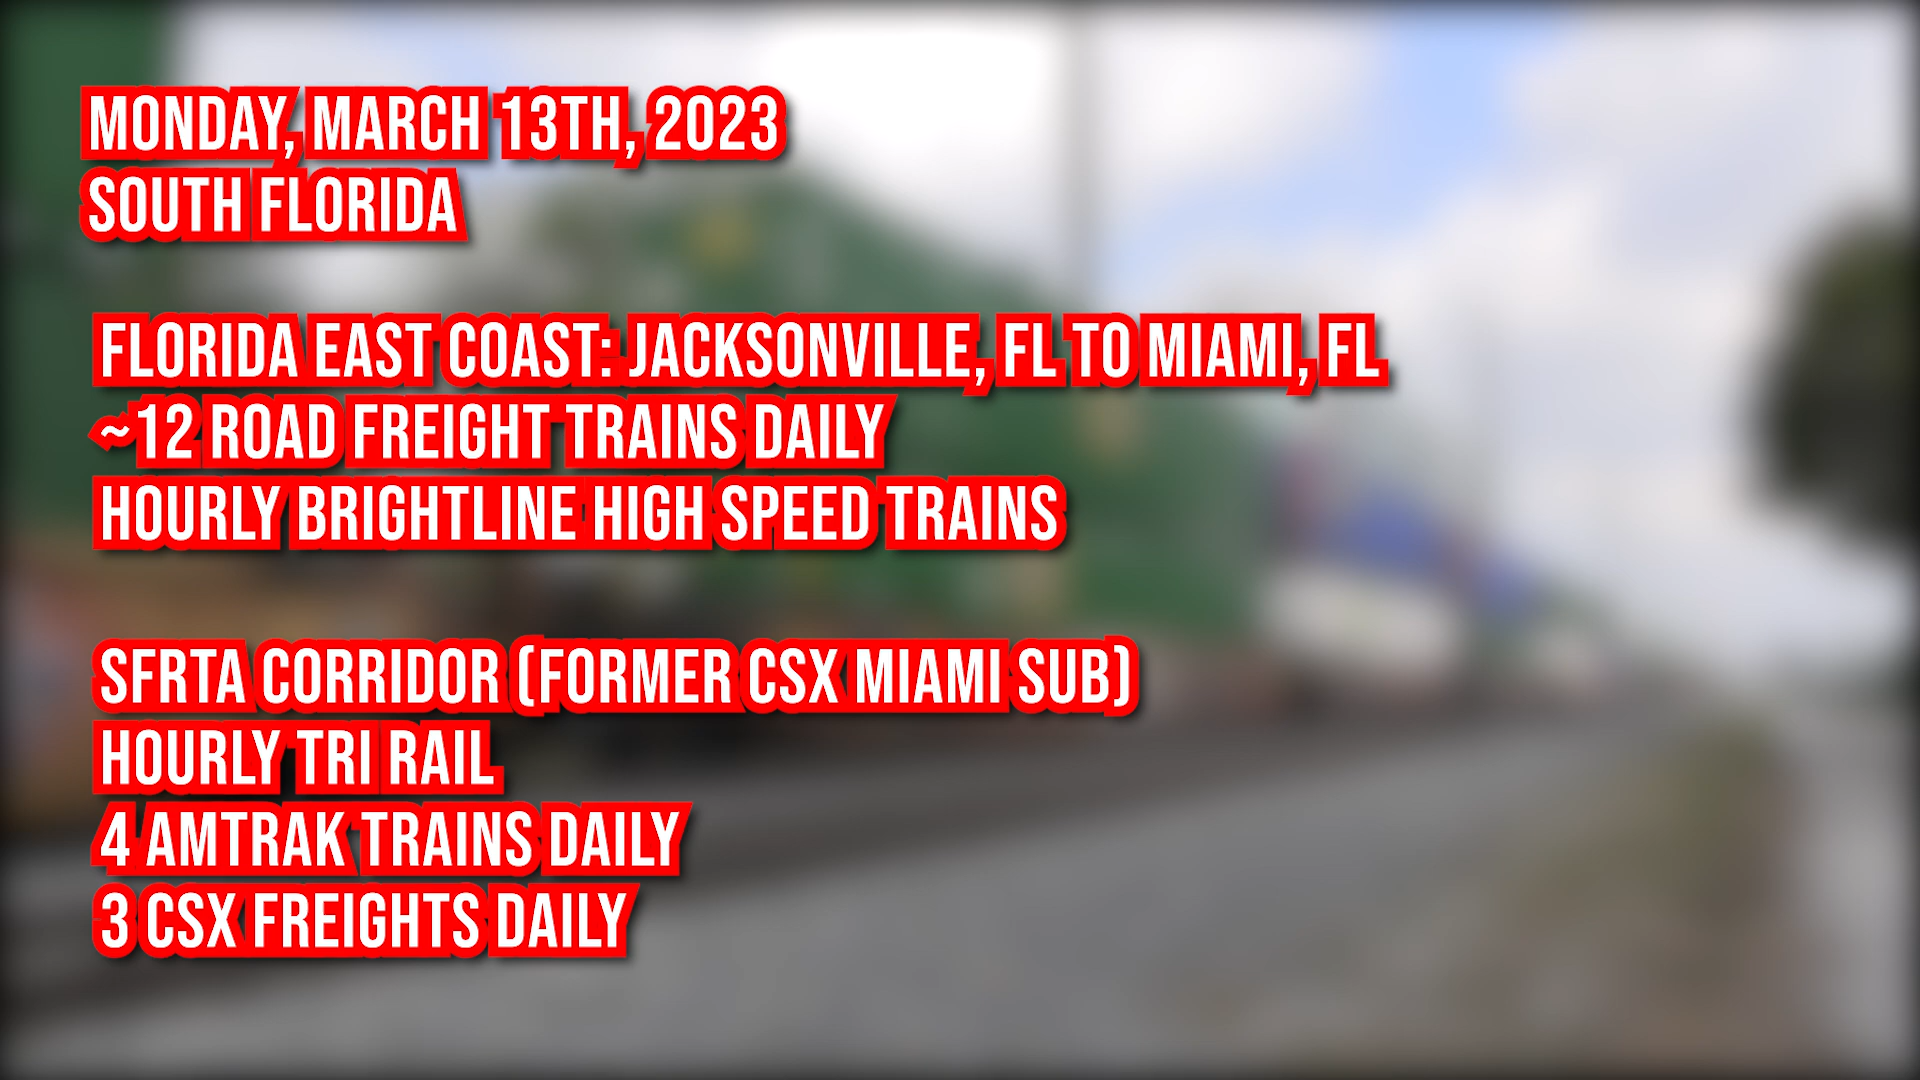 MONDAY, MARCH 13TH, 2023
SOUTH FLORIDA
FLORIDA EAST COAST: JACKSONVILLE, FL TO MIAMI, FL
~12 ROAD FREIGHT TRAINS DAILY
HOURLY BRIGHTLINE HIGH SPEED TRAINS
SFRTA CORRIDOR (FORMER CSX MIAMI SUB)
HOURLY TRI RAIL
4 AMTRAK TRAINS DAILY
3 CSX FREIGHTS DAILY